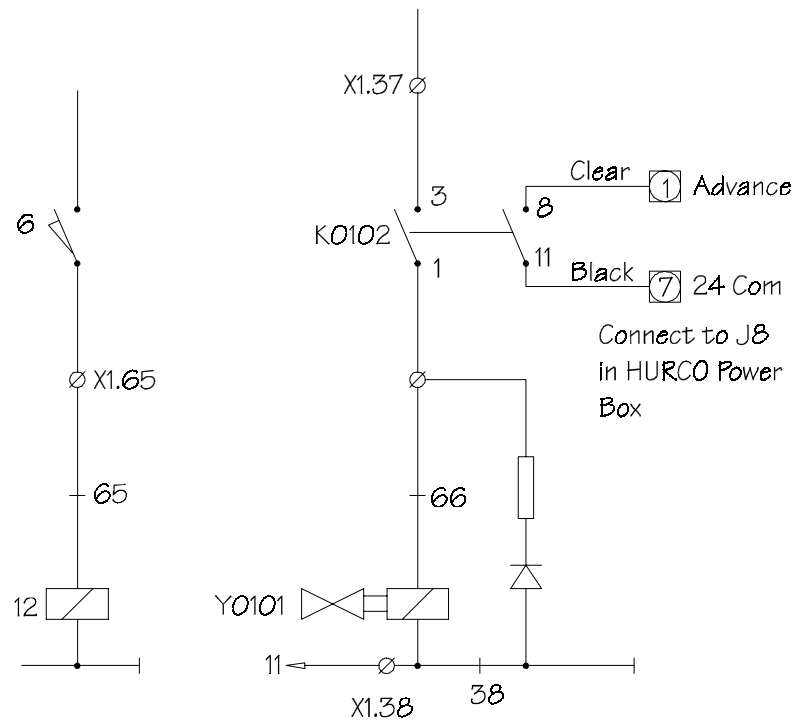 X1.37
Clear
1 Advance
3
8
6
K0102
11
1
Black
7 24 Com
Connect to J8
in HURCO Power
Box
X1.65
65
66
12
Y0101
11
38
X1.38